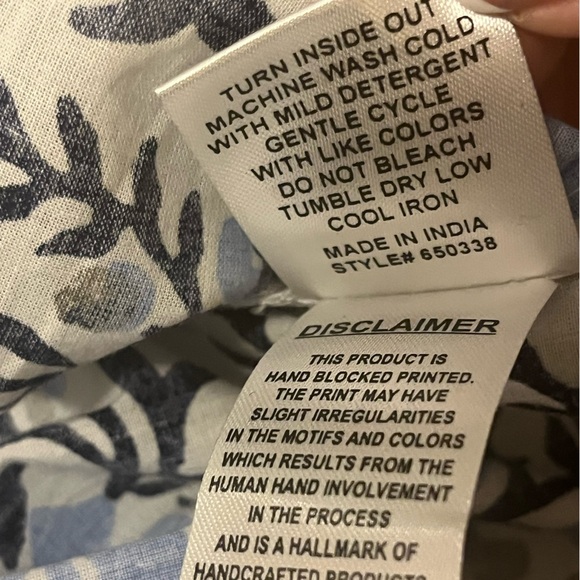 TURN INSIDE OUT
MACHINE WASH COLD
WITH MILD DETERGENT
GENTLE CYCLE
WITH LIKE COLORS
DO NOT BLEACH
TUMBLE DRY LOW
COOL IRON
MADE IN INDIA
STYLE# 650338
DISCLAIMER
THIS PRODUCT IS
HAND BLOCKED PRINTED.
THE PRINT MAY HAVE
SLIGHT IRREGULARITIES
IN THE MOTIFS AND COLORS
WHICH RESULTS FROM THE
HUMAN HAND INVOLVEMENT
IN THE PROCESS
AND IS A HALLMARK OF
HANDCRAFTED PRODUCTS